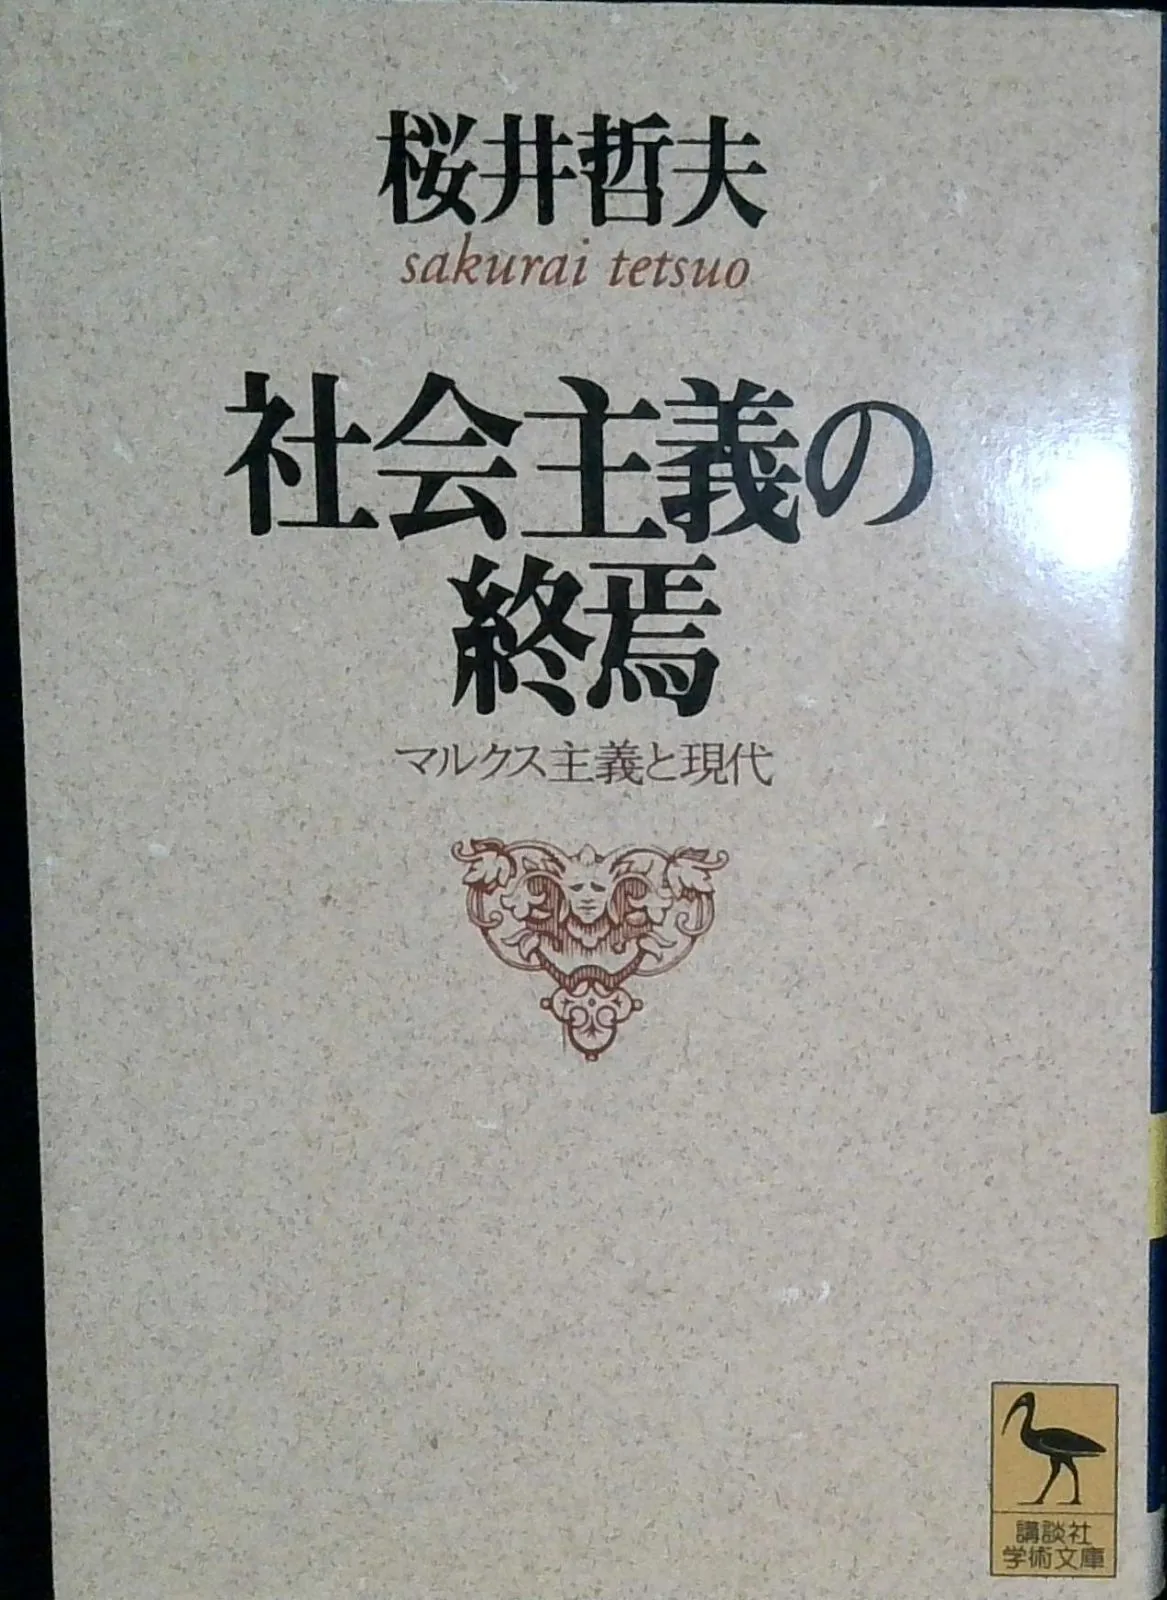 桜井哲夫
sakurai tetsuo
社会主義の
終焉
マルクス主義と現代
講談社
学術文庫